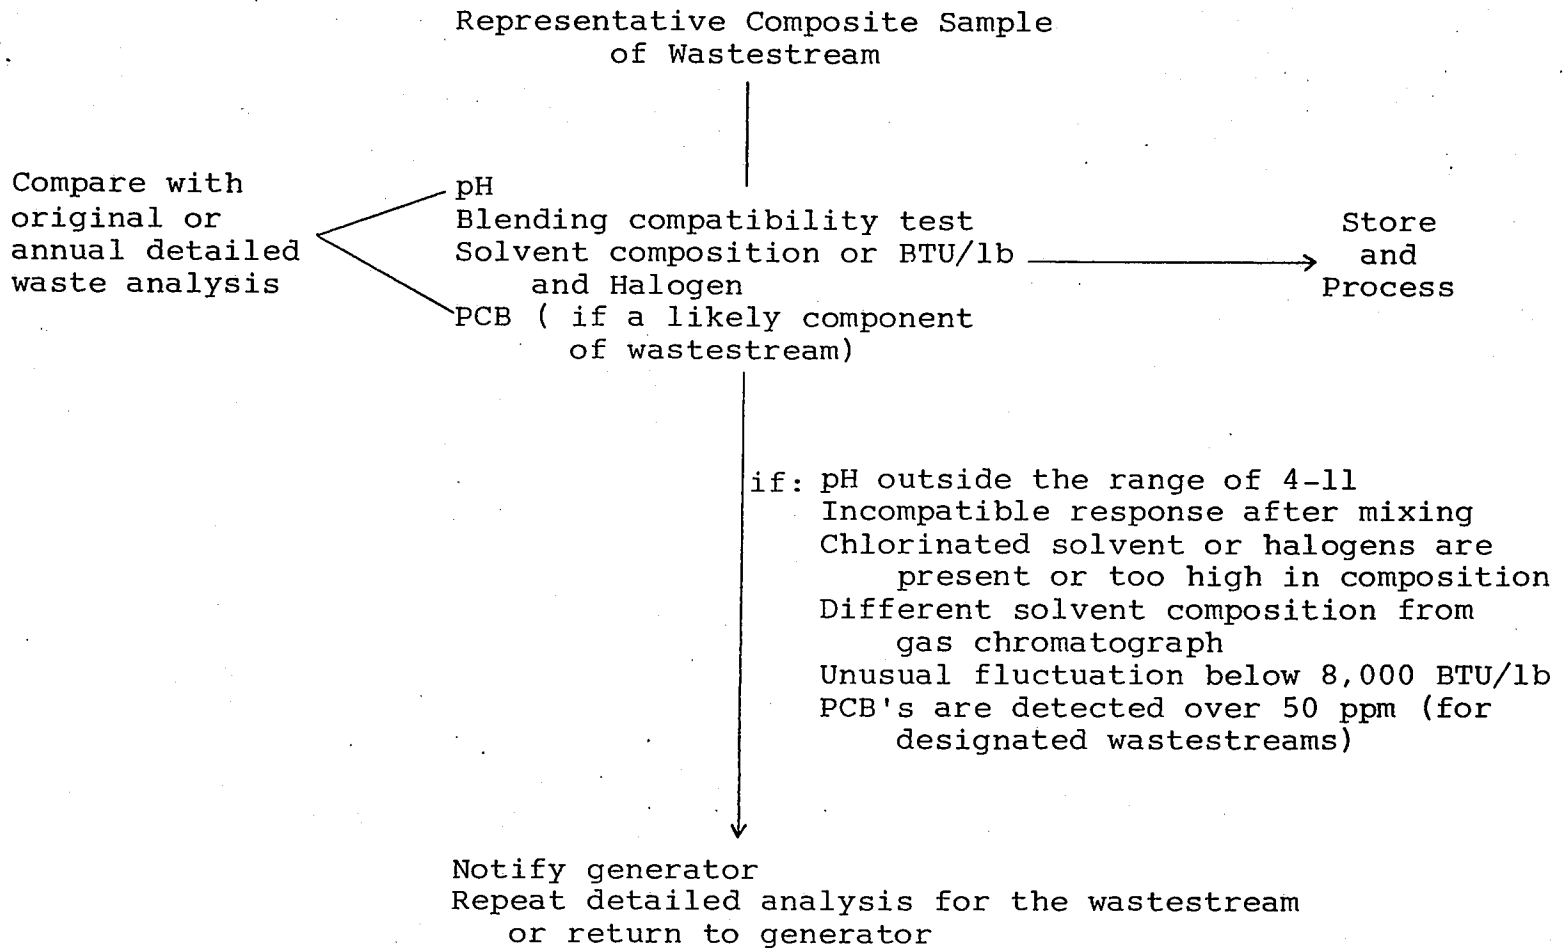 Representative Composite Sample
of Wastestream
Compare with
original or
annual detailed
waste analysis
pH
Blending compatibility test
Solvent composition or BTU/lb
and Halogen
PCB ( if a likely component
of wastestream)
Store
and
Process
if: pH outside the range of 4-11
Incompatible response after mixing
Chlorinated solvent or halogens are
present or too high in composition
Different solvent composition from
gas chromatograph
Unusual fluctuation below 8,000 BTU/lb
PCB's are detected over 50 ppm (for
designated wastestreams)
Notify generator
Repeat detailed analysis for the wastestream
or return to generator